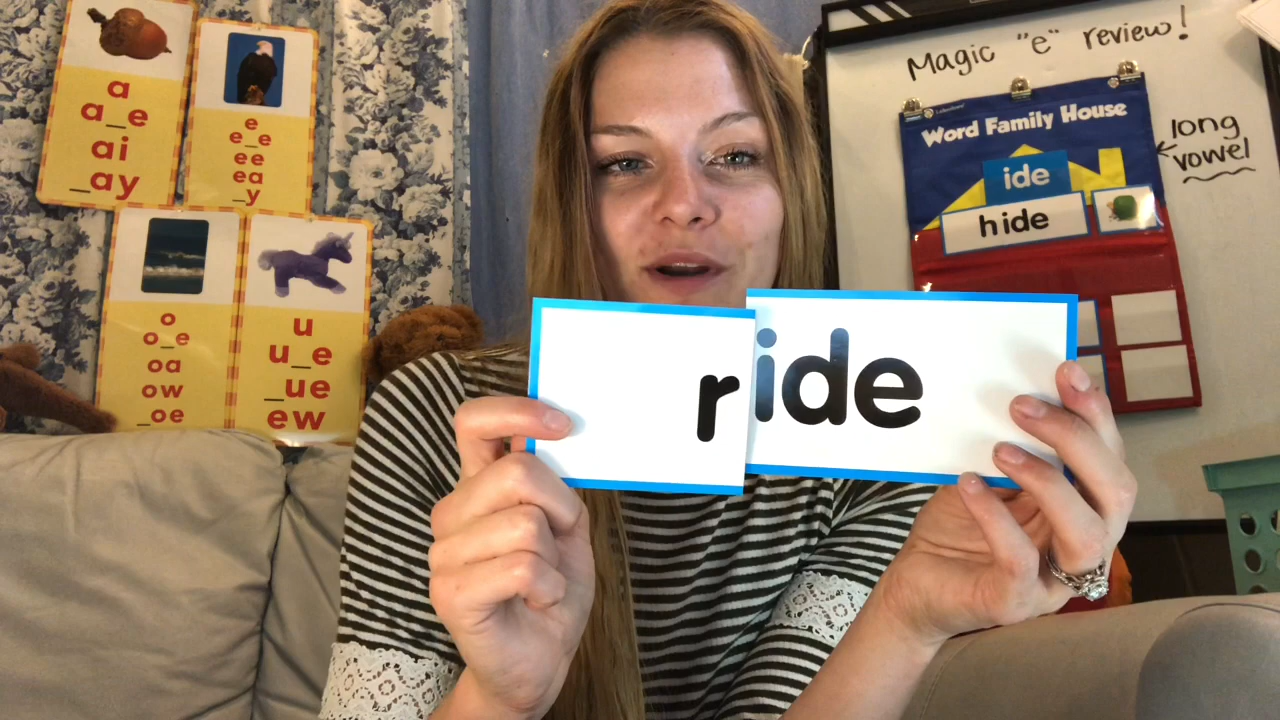 a
a_e
ai
_ay
e
e_e
ee
ea
_y
o
o_e
oa
ow
_oe
u
u_e
_ue
ew
ride
Magic "e" review!
Word Family House
ide
hide
long
vowel